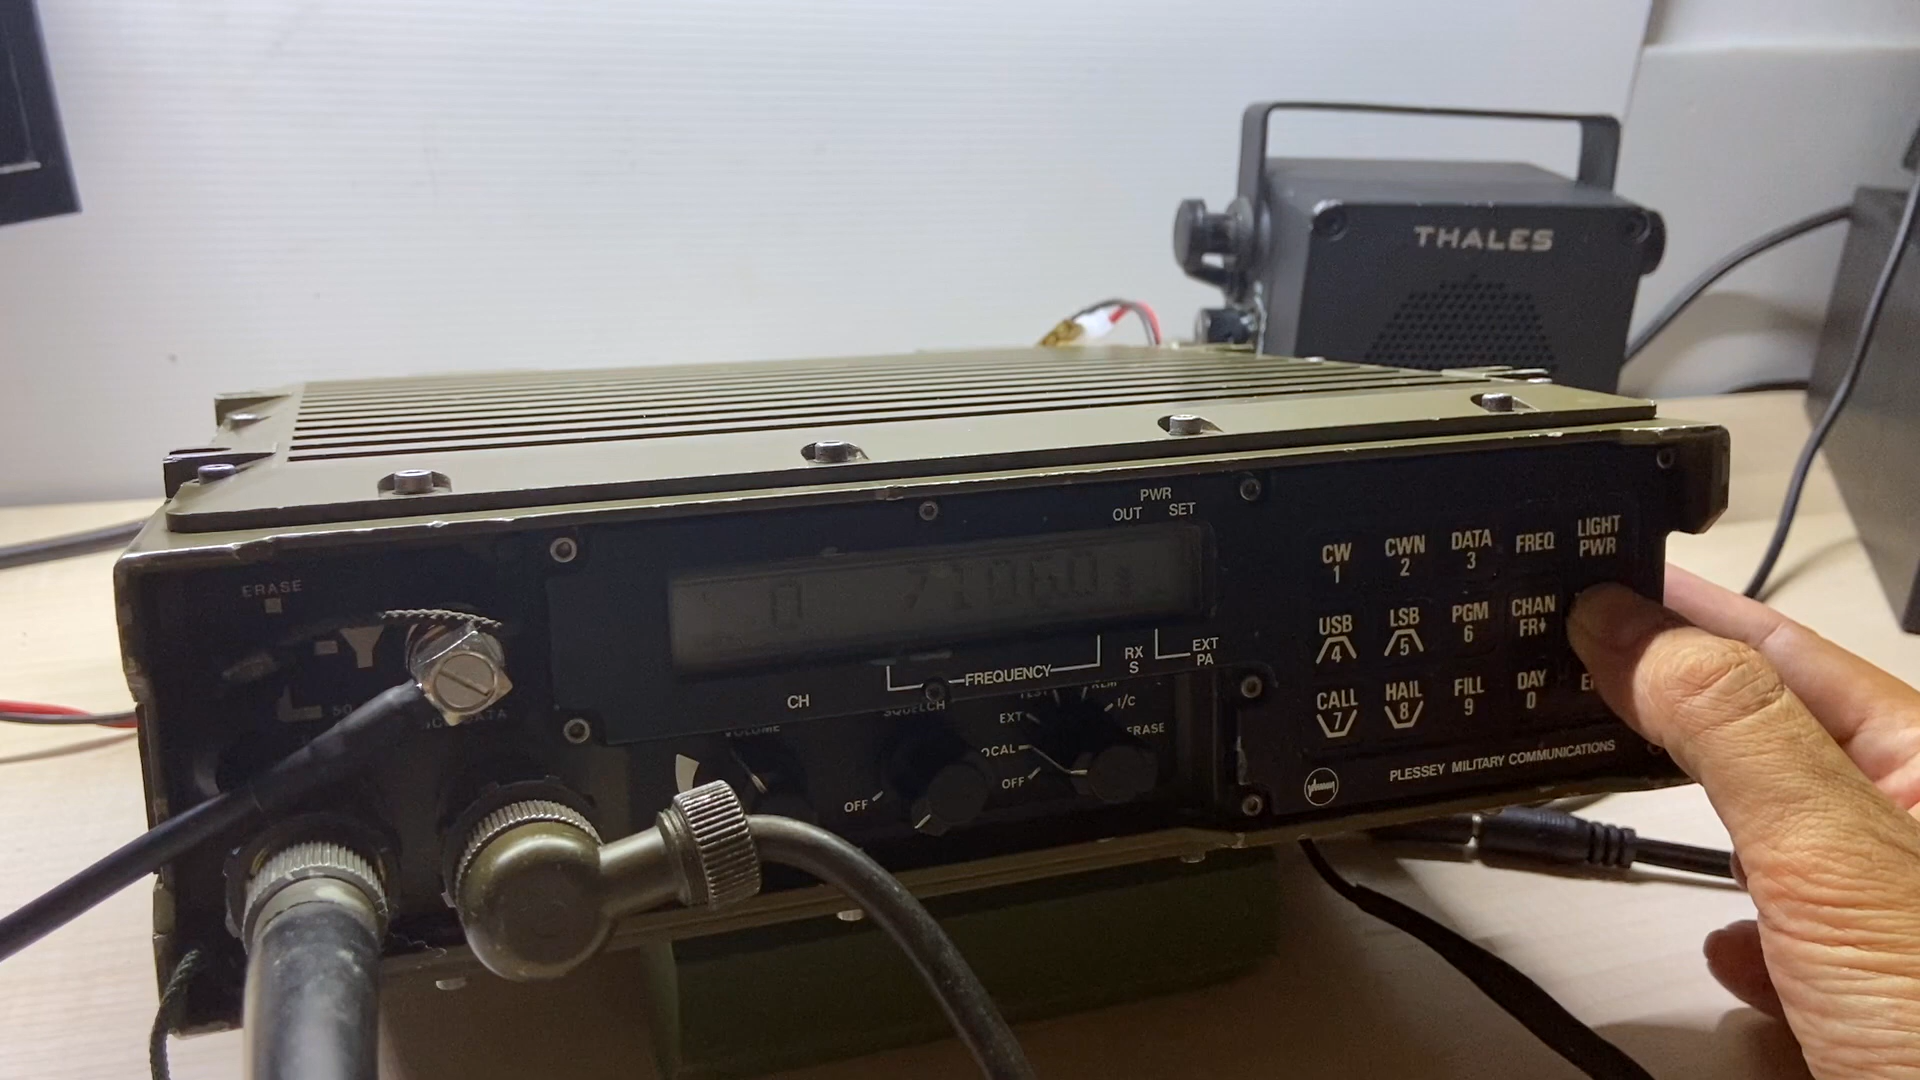 THALES
PWR
OUT SET
ERASE
71060
FREQUENCY
RX
S
EXT
PA
CH
VOLUME
SQUELCH
OFF
EXT
I/C
ERASE
OFF
CW
1
CWN
2
DATA
3
FREQ
LIGHT
PWR
USB
4
LSB
5
PGM
6
CHAN
FR
CALL
7
HAIL
8
FILL
9
DAY
0
PLESSEY MILITARY COMMUNICATIONS